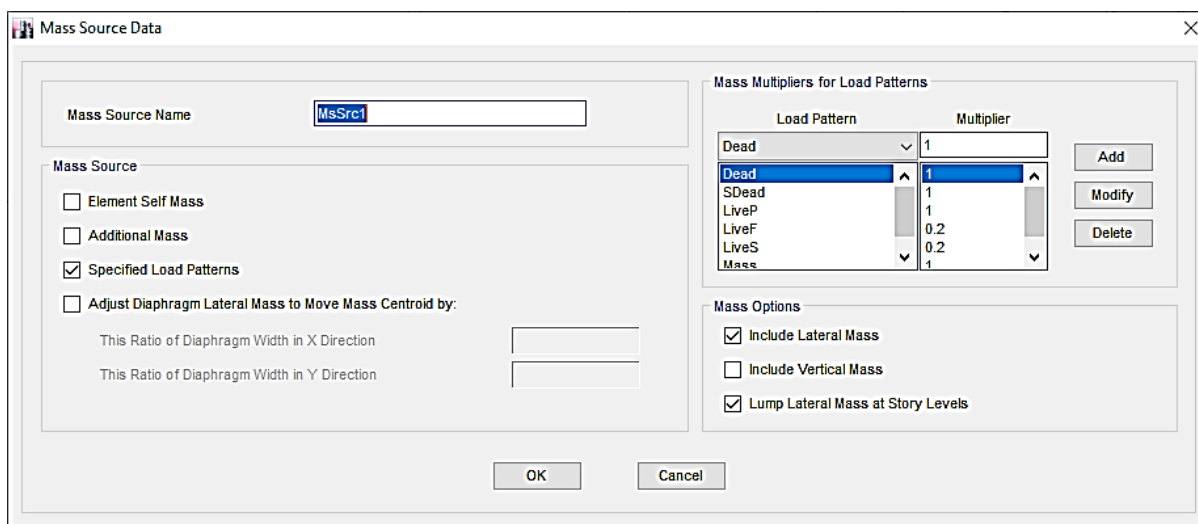 Mass Source Data
Mass Source Name MsSrc1
Mass Source
Element Self Mass
Additional Mass
Specified Load Patterns
Adjust Diaphragm Lateral Mass to Move Mass Centroid by:
This Ratio of Diaphragm Width in X Direction
This Ratio of Diaphragm Width in Y Direction
Mass Multipliers for Load Patterns
Load Pattern Multiplier
Dead 1
Dead 1
SDead 1
LiveP 1
LiveF 0.2
LiveS 0.2
Mass 1
Add
Modify
Delete
Mass Options
Include Lateral Mass
Include Vertical Mass
Lump Lateral Mass at Story Levels
OK Cancel